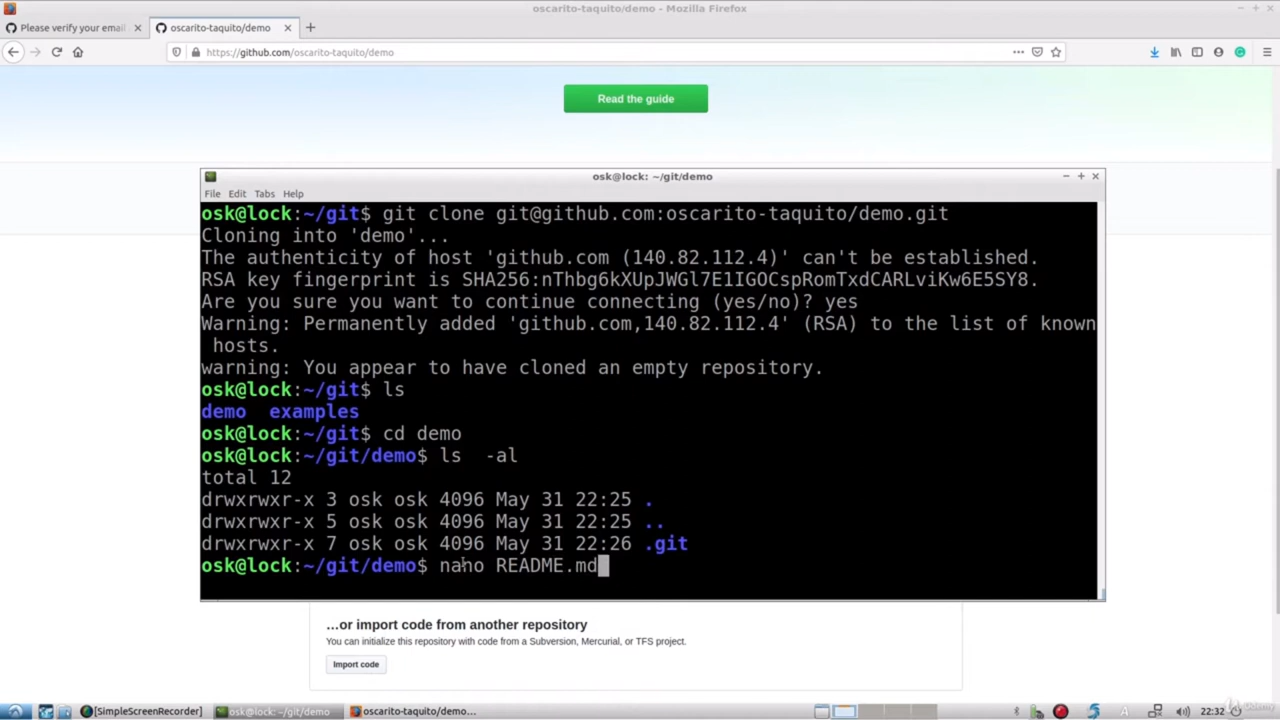 oscarito-taquito/demo - Mozilla Firefox
Please verify your email
oscarito-taquito/demo
https://github.com/oscarito-taquito/demo
Read the guide
osk@lock: ~/git/demo
File Edit Tabs Help
osk@lock:~/git$ git clone git@github.com:oscarito-taquito/demo.git
Cloning into 'demo'...
The authenticity of host 'github.com (140.82.112.4)' can't be established.
RSA key fingerprint is SHA256:nThbg6kXUpJWGl7E1IGOCspRomTxdCARLviKw6E5SY8.
Are you sure you want to continue connecting (yes/no)? yes
Warning: Permanently added 'github.com,140.82.112.4' (RSA) to the list of known
hosts.
warning: You appear to have cloned an empty repository.
osk@lock:~/git$ ls
demo  examples
osk@lock:~/git$ cd demo
osk@lock:~/git/demo$ ls  -al
total 12
drwxrwxr-x 3 osk osk 4096 May 31 22:25 .
drwxrwxr-x 5 osk osk 4096 May 31 22:25 ..
drwxrwxr-x 7 osk osk 4096 May 31 22:26 .git
osk@lock:~/git/demo$ nano README.md
…or import code from another repository
You can initialize this repository with code from a Subversion, Mercurial, or TFS project.
Import code
[SimpleScreenRecorder]
osk@lock: ~/git/demo
oscarito-taquito/demo...
22:32